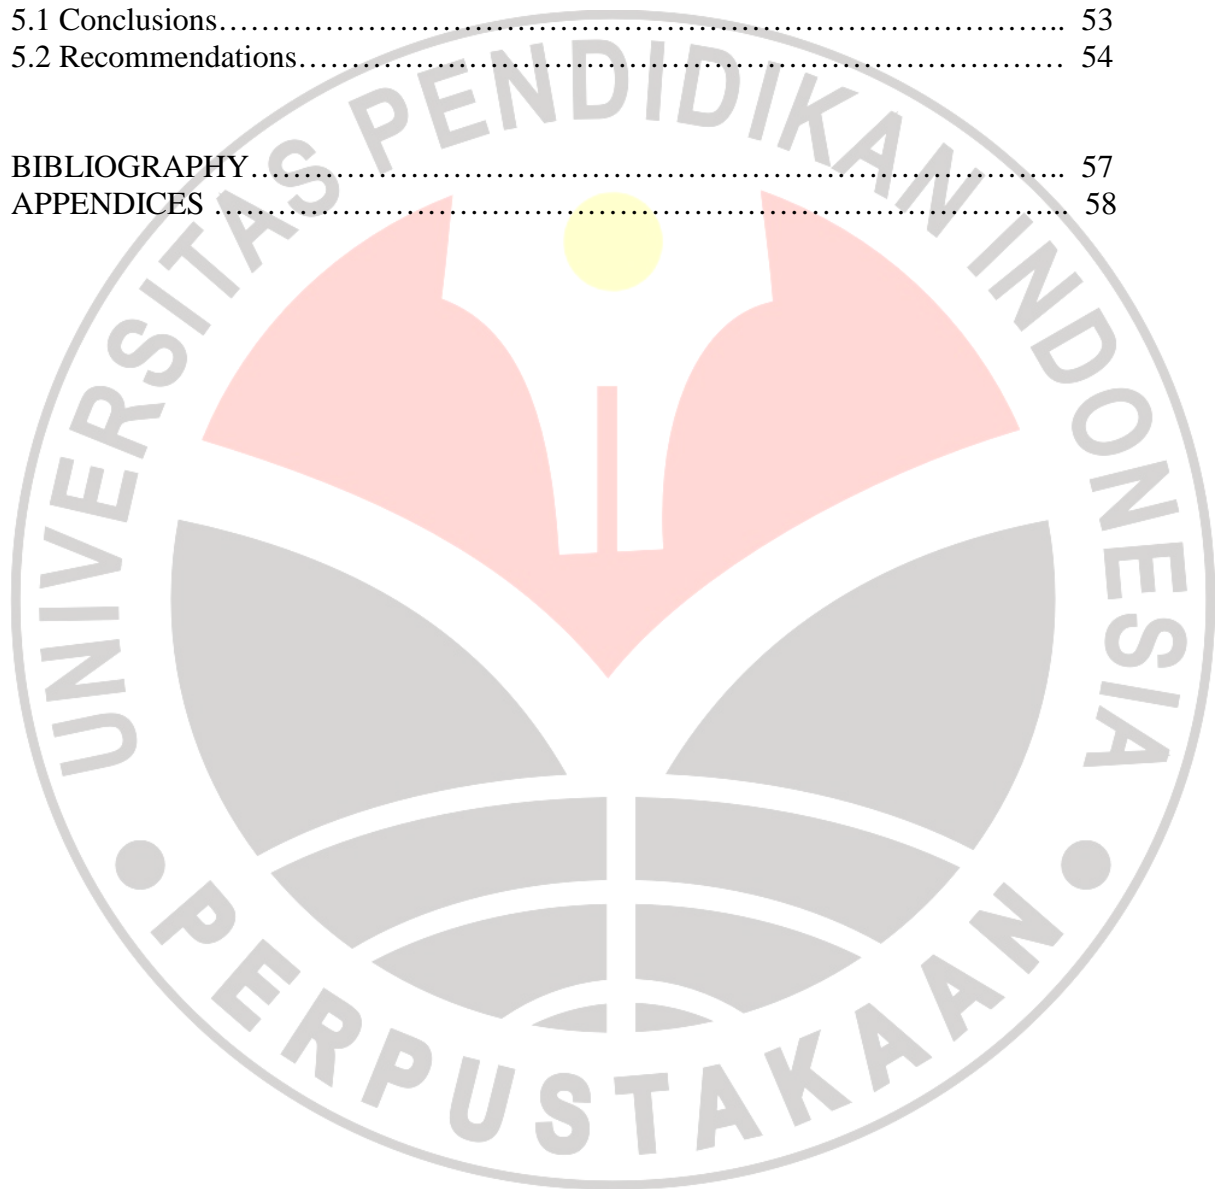 5.1 Conclusions……………………………………………………………………….. 53
5.2 Recommendations……………………………………………………………… 54
BIBLIOGRAPHY………………………………………………………………….. 57
APPENDICES ……………………………………………………………………... 58
UNIVERSITAS PENDIDIKAN INDONESIA
PERPUSTAKAAN